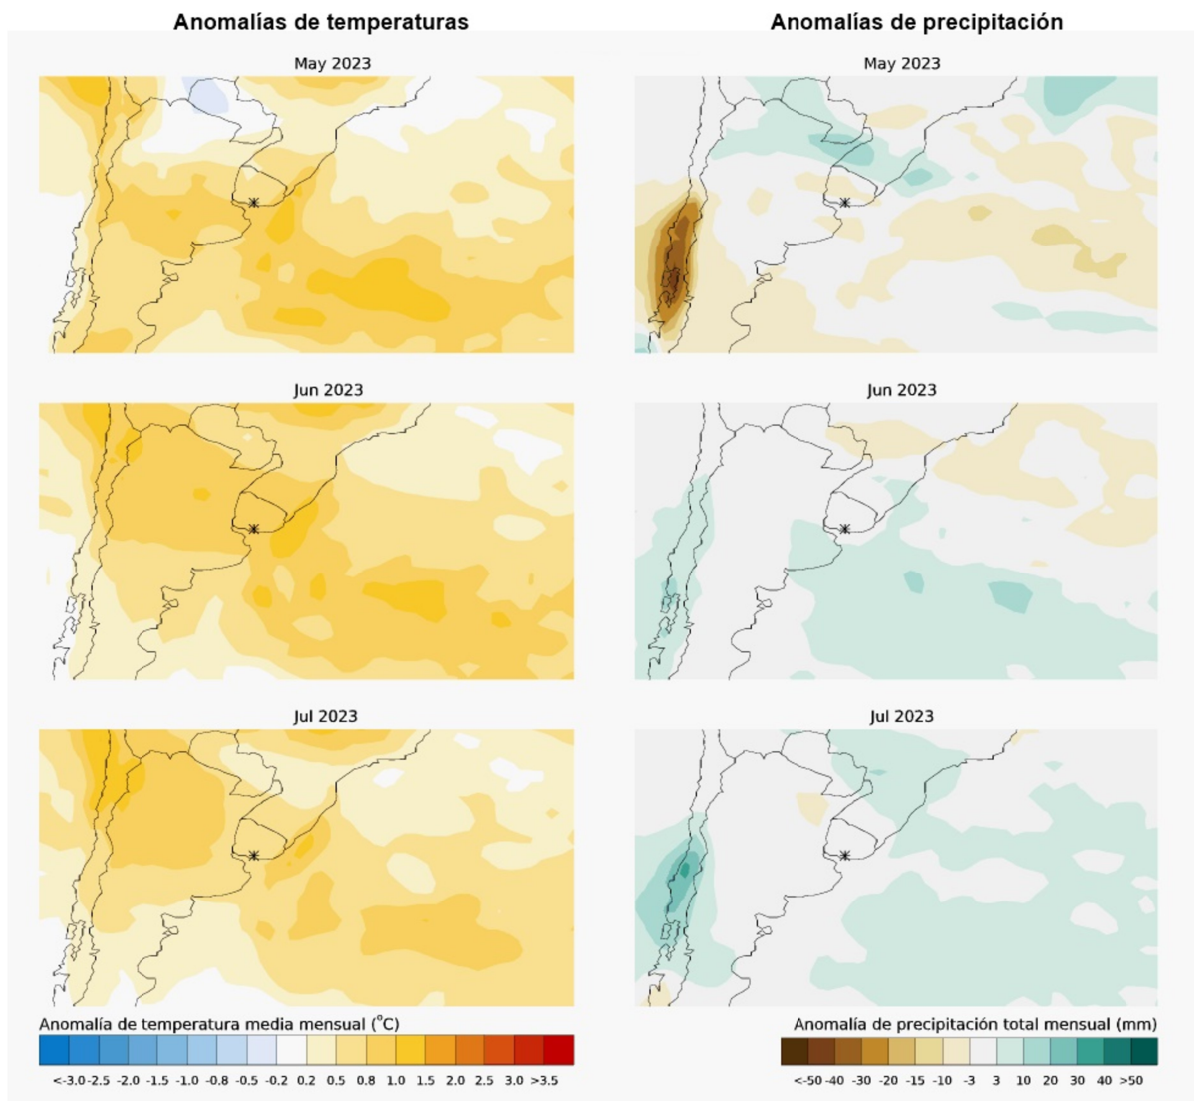 Anomalías de temperaturas
Anomalías de precipitación
May 2023
May 2023
Jun 2023
Jun 2023
Jul 2023
Jul 2023
Anomalía de temperatura media mensual (°C)
<-3.0 -2.5 -2.0 -1.5 -1.0 -0.8 -0.5 -0.2 0.2 0.5 0.8 1.0 1.5 2.0 2.5 3.0 >3.5
Anomalía de precipitación total mensual (mm)
<-50 -40 -30 -20 -15 -10 -3 3 10 20 30 40 >50